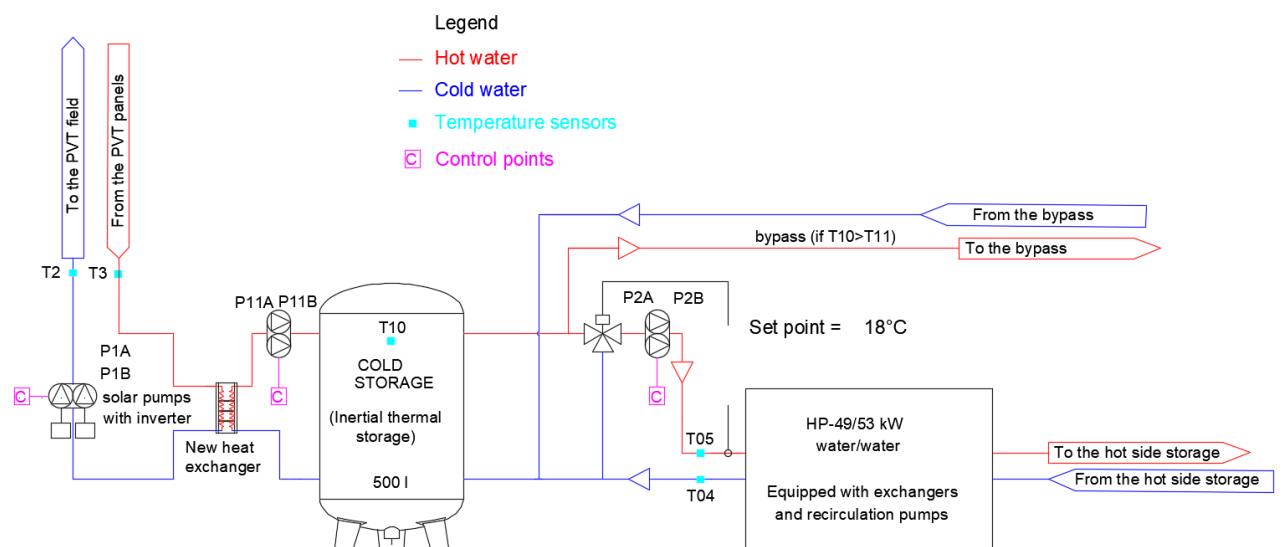 Legend
Hot water
Cold water
Temperature sensors
C Control points
To the PVT field
From the PVT panels
From the bypass
bypass (if T10>T11)
To the bypass
T2
T3
P11A P11B
P2A P2B
T10
Set point = 18°C
P1A
P1B
COLD
STORAGE
C
solar pumps
with inverter
C
C
(Inertial thermal
storage)
HP-49/53 kW
water/water
New heat
exchanger
T05
To the hot side storage
500 l
T04
From the hot side storage
Equipped with exchangers
and recirculation pumps